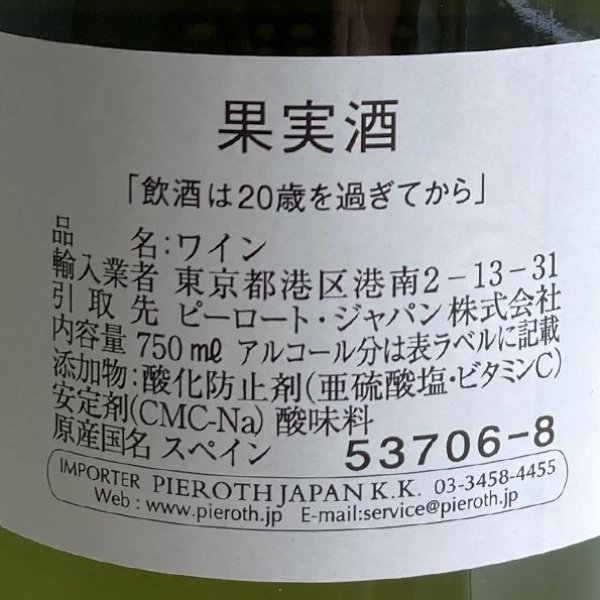 果実酒
「飲酒は20歳を過ぎてから」
品 名:ワイン
輸入業者 東京都港区港南2-13-31
引取先 ピーロート・ジャパン株式会社
内容量 750ml アルコール分は表ラベルに記載
添加物:酸化防止剤(亜硫酸塩・ビタミンC)
安定剤(CMC-Na) 酸味料
原産国名 スペイン 53706-8
IMPORTER PIEROTH JAPAN K.K. 03-3458-4455
Web : www.pieroth.jp E-mail:service@pieroth.jp